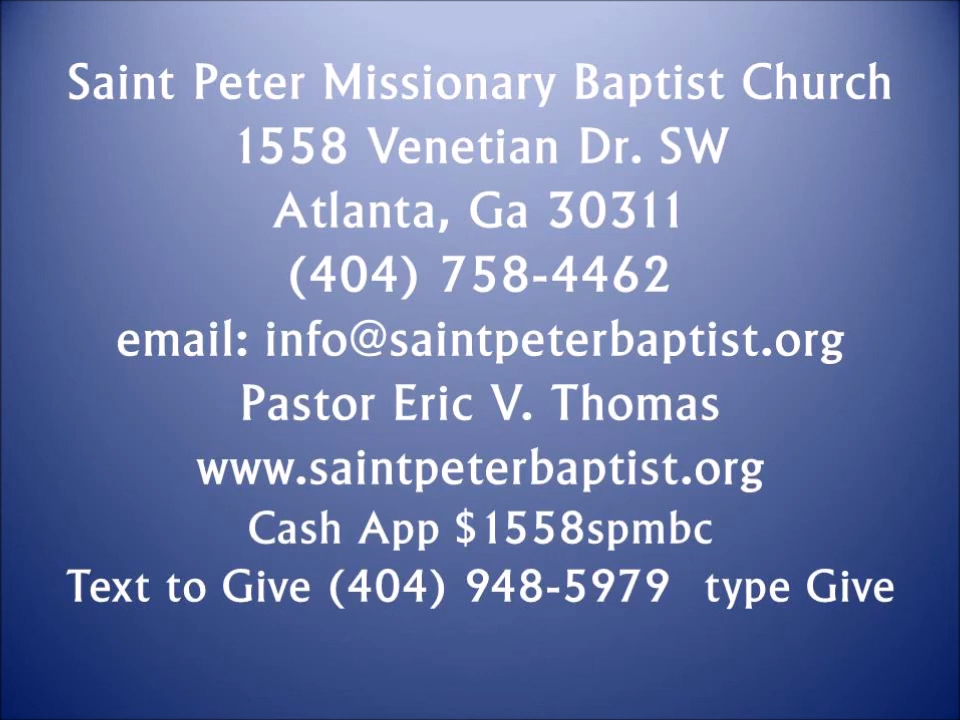 Saint Peter Missionary Baptist Church
1558 Venetian Dr. SW
Atlanta, Ga 30311
(404) 758-4462
email: info@saintpeterbaptist.org
Pastor Eric V. Thomas
www.saintpeterbaptist.org
Cash App $1558spmbc
Text to Give (404) 948-5979 type Give